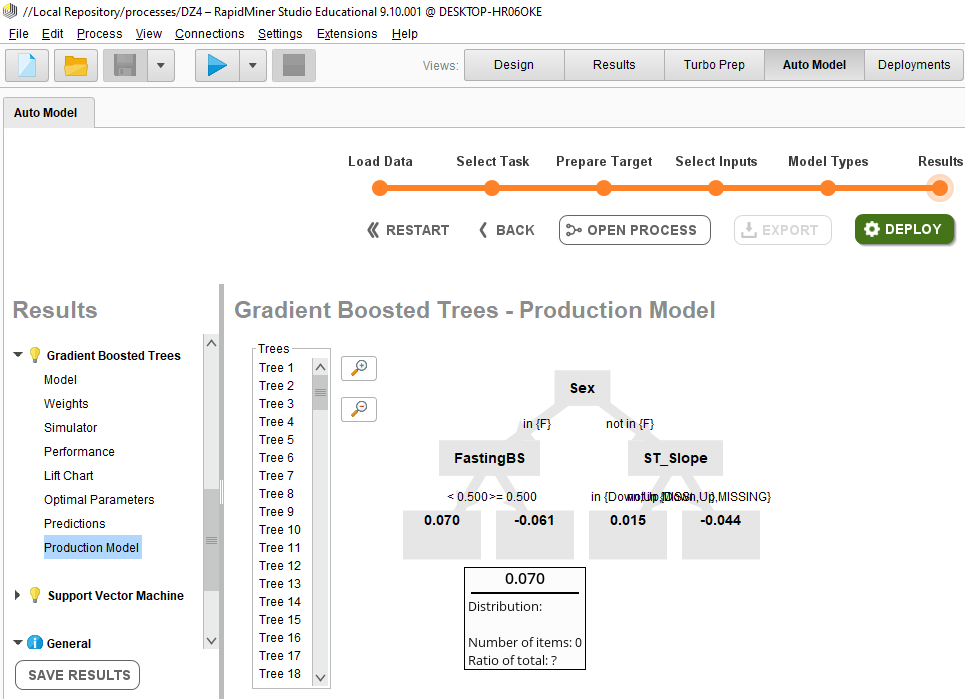 //Local Repository/processes/DZ4 – RapidMiner Studio Educational 9.10.001 @ DESKTOP-HR06OKE
File Edit Process View Connections Settings Extensions Help
Views: Design Results Turbo Prep Auto Model Deployments
Auto Model
Load Data Select Task Prepare Target Select Inputs Model Types Results
RESTART BACK OPEN PROCESS EXPORT DEPLOY
Results
Gradient Boosted Trees
Model
Weights
Simulator
Performance
Lift Chart
Optimal Parameters
Predictions
Production Model
Support Vector Machine
General
SAVE RESULTS
Gradient Boosted Trees - Production Model
Trees
Tree 1
Tree 2
Tree 3
Tree 4
Tree 5
Tree 6
Tree 7
Tree 8
Tree 9
Tree 10
Tree 11
Tree 12
Tree 13
Tree 14
Tree 15
Tree 16
Tree 17
Tree 18
Sex
in {F} not in {F}
FastingBS ST_Slope
< 0.500 >= 0.500 in {Down, Up,MISSING}
0.070 -0.061 0.015 -0.044
0.070
Distribution:
Number of items: 0
Ratio of total: ?